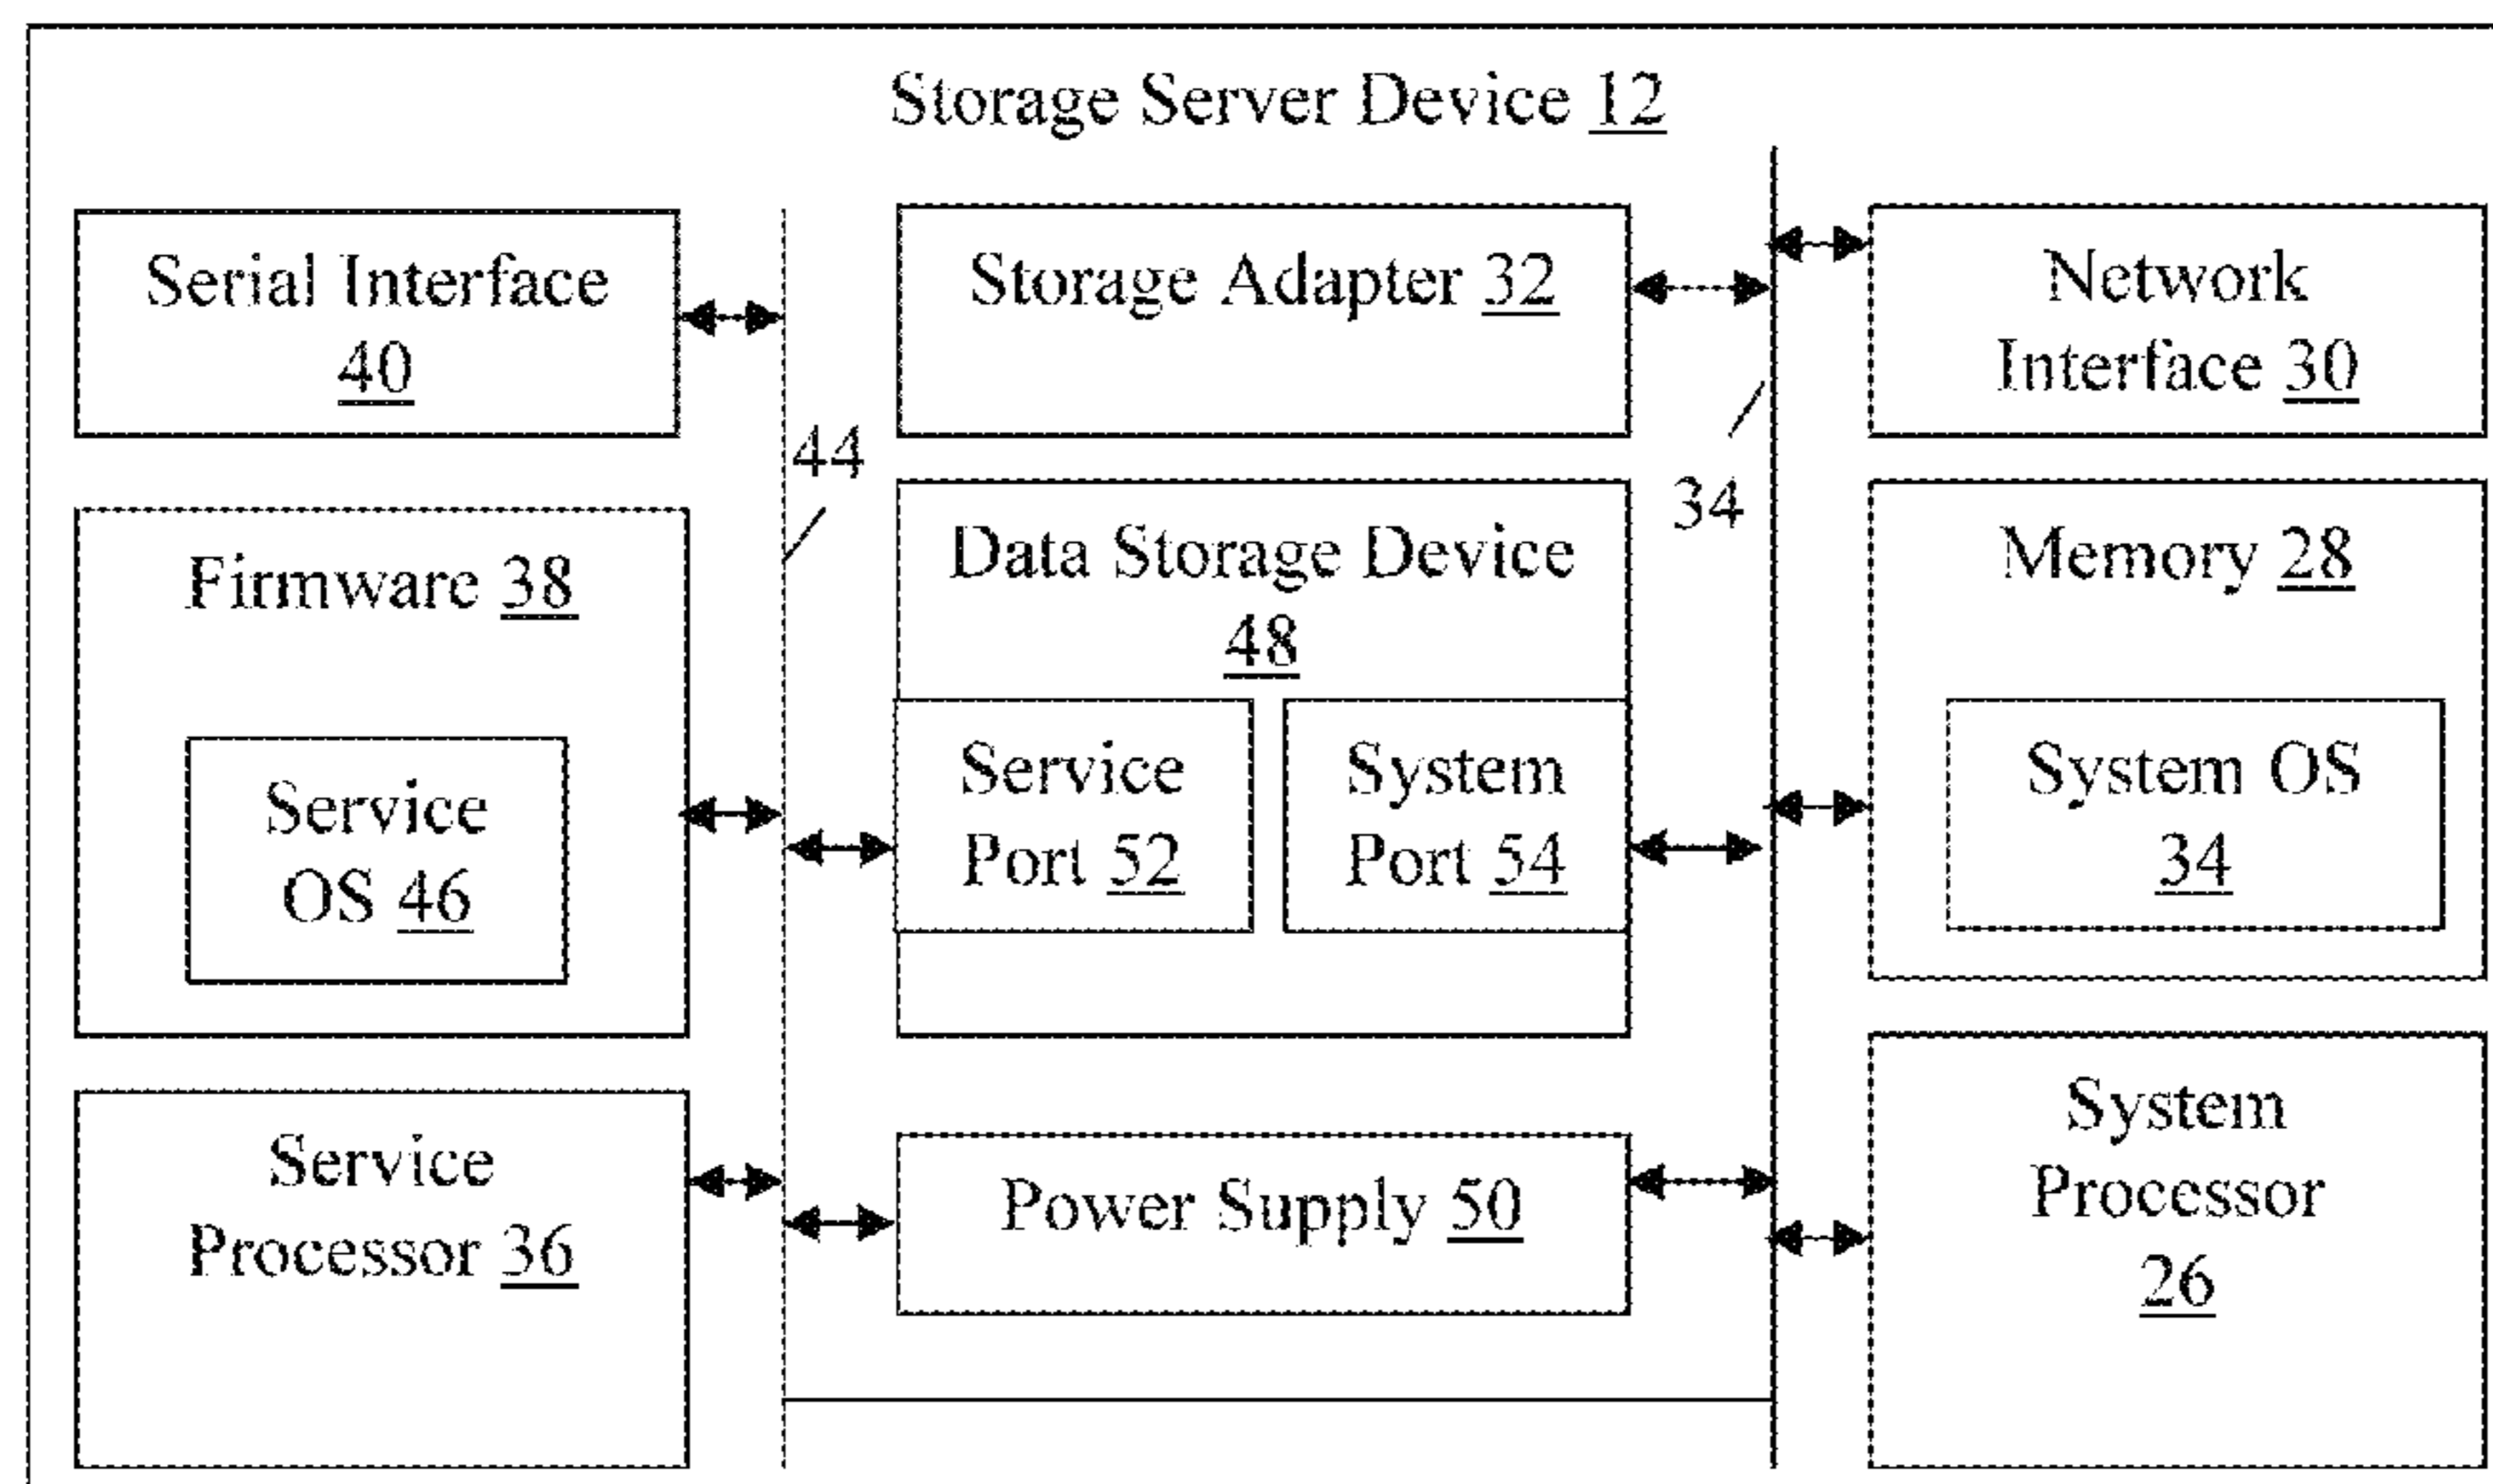 Storage Server Device 12
Serial Interface
40
Storage Adapter 32
Network
Interface 30
44
34
Firmware 38
Service
OS 46
Data Storage Device
48
Service
Port 52
System
Port 54
Memory 28
System OS
34
Service
Processor 36
Power Supply 50
System
Processor
26